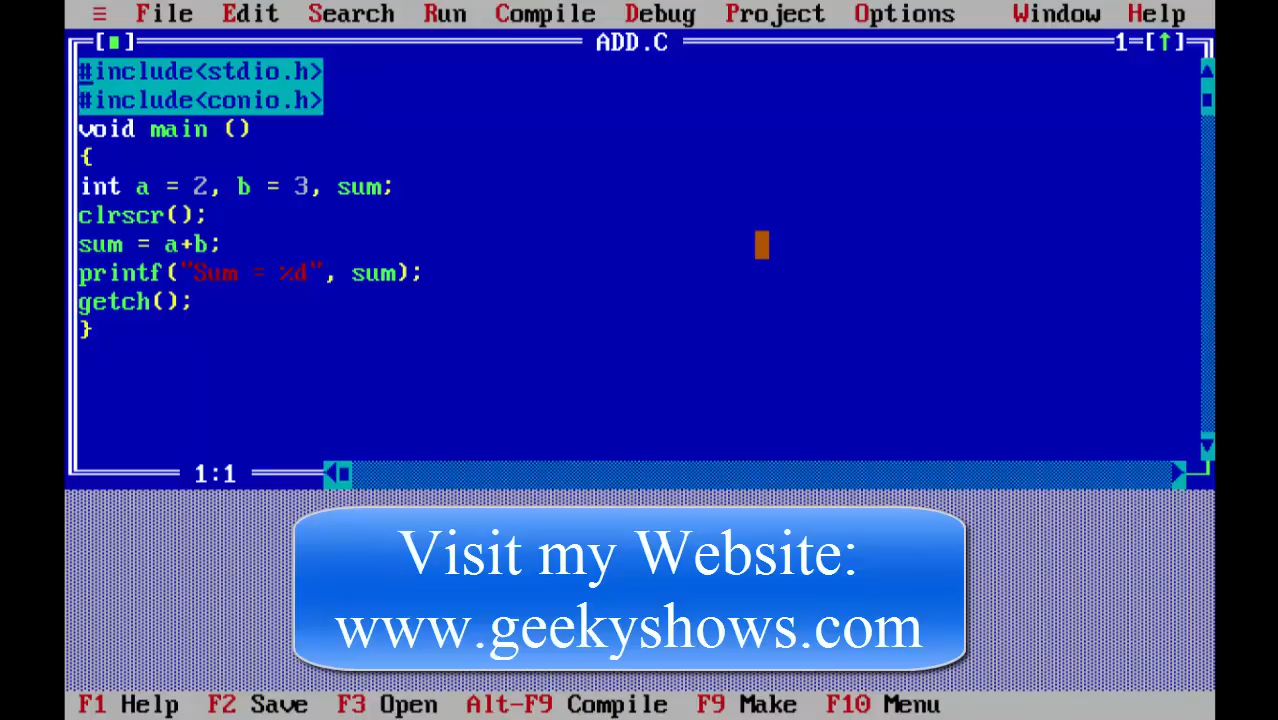 ≡ File Edit Search Run Compile Debug Project Options Window Help
[■] ADD.C 1=[↑]
#include<stdio.h>
#include<conio.h>
void main ()
{
int a = 2, b = 3, sum;
clrscr();
sum = a+b;
printf("Sum = %d", sum);
getch();
}
1:1
Visit my Website:
www.geekyshows.com
F1 Help F2 Save F3 Open Alt-F9 Compile F9 Make F10 Menu